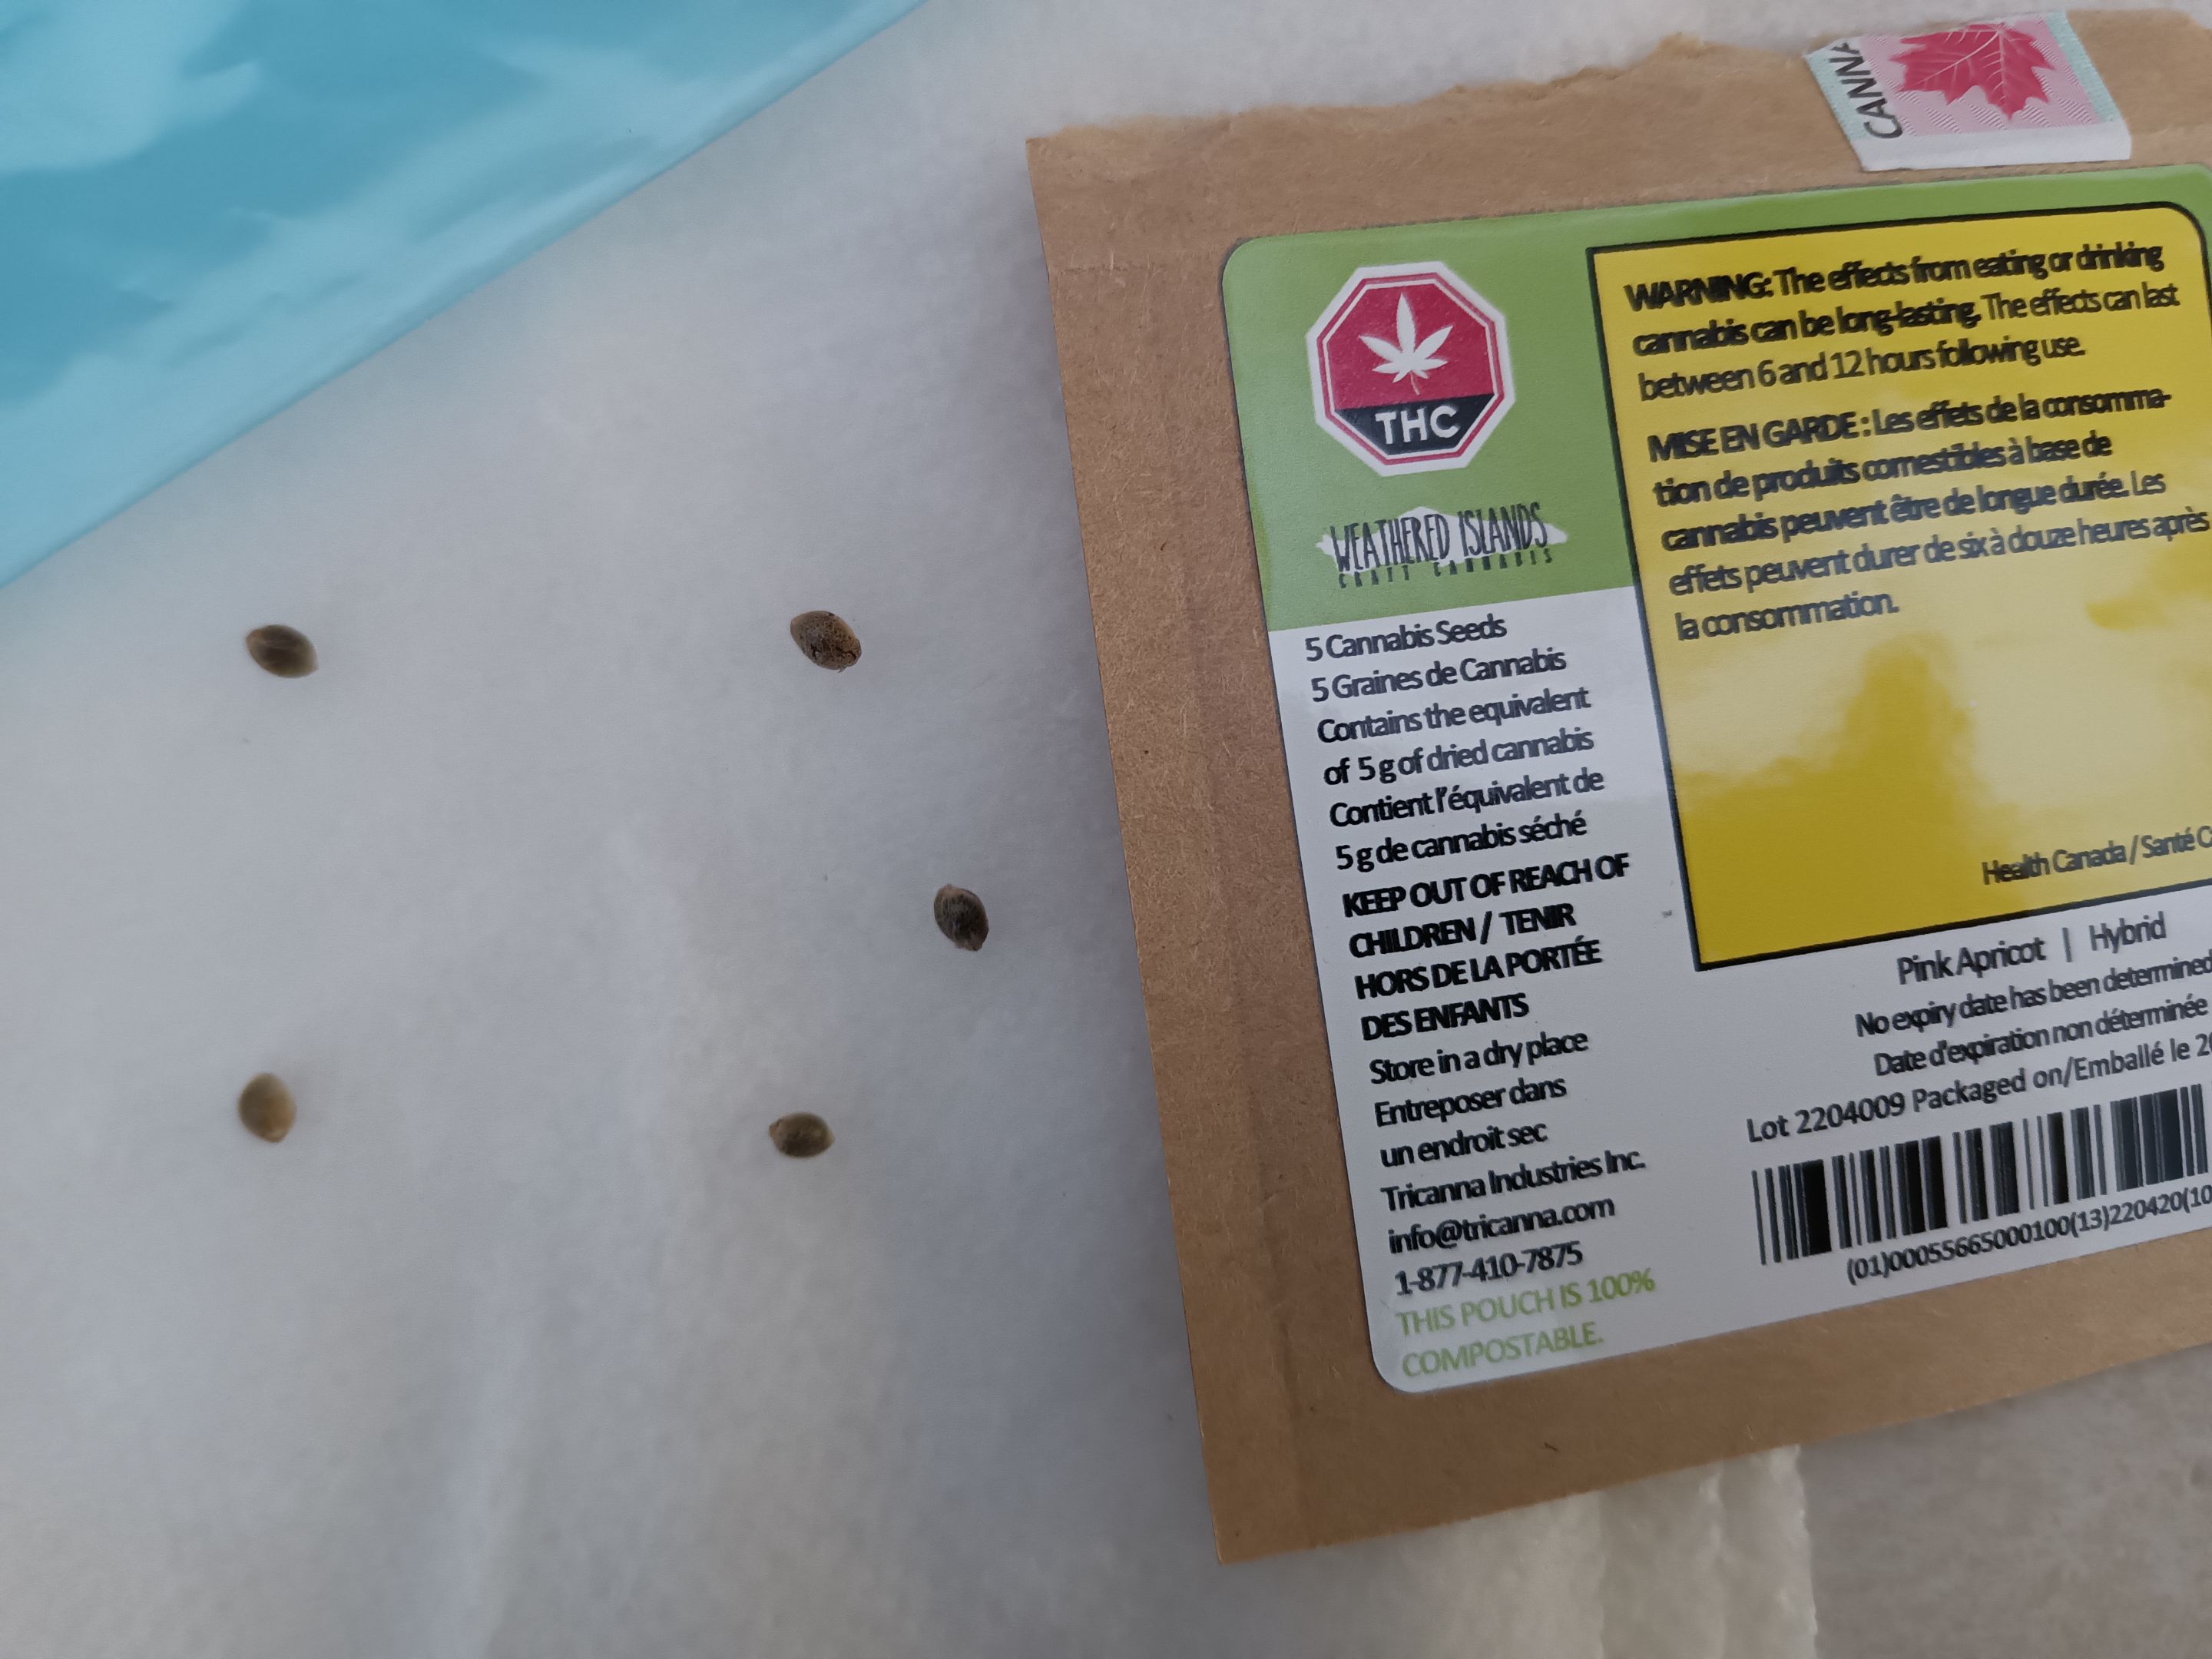 CANNA
THC
WEATHERED ISLANDS
CRAFT CANNABIS
5 Cannabis Seeds
5 Graines de Cannabis
Contains the equivalent
of 5 g of dried cannabis
Contient l'équivalent de
5 g de cannabis séché
KEEP OUT OF REACH OF
CHILDREN / TENIR
HORS DE LA PORTÉE
DES ENFANTS
Store in a dry place
Entreposer dans
un endroit sec
Tricanna Industries Inc.
info@tricanna.com
1-877-410-7875
THIS POUCH IS 100%
COMPOSTABLE.
WARNING: The effects from eating or drinking
cannabis can be long-lasting. The effects can last
between 6 and 12 hours following use.
MISE EN GARDE : Les effets de la consomma-
tion de produits comestibles à base de
cannabis peuvent être de longue durée. Les
effets peuvent durer de six à douze heures après
la consommation.
Health Canada / Santé
Pink Apricot | Hybrid
No expiry date has been determined
Date d'expiration non déterminée
Lot 2204009 Packaged on/Emballé le
(01)00055665000100(13)220420(10